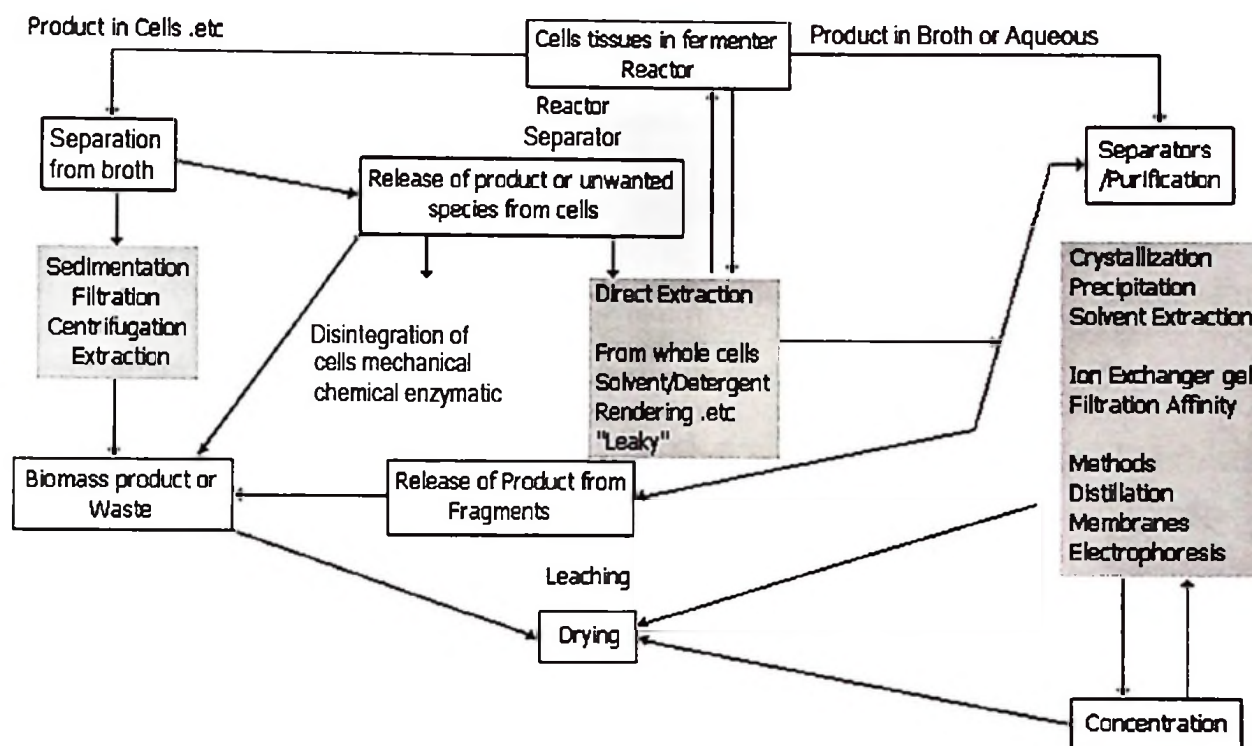 Product in Cells .etc
Cells tissues in fermenter
Reactor
Product in Broth or Aqueous
Reactor
Separator
Separation
from broth
Release of product or unwanted
species from cells
Separators
/Purification
Sedimentation
Filtration
Centrifugation
Extraction
Disintegration of
cells mechanical
chemical enzymatic
Direct Extraction
From whole cells
Solvent/Detergent
Rendering .etc
"Leaky"
Crystallization
Precipitation
Solvent Extraction
Ion Exchanger gel
Filtration Affinity
Methods
Distillation
Membranes
Electrophoresis
Biomass product or
Waste
Release of Product from
Fragments
Leaching
Drying
Concentration